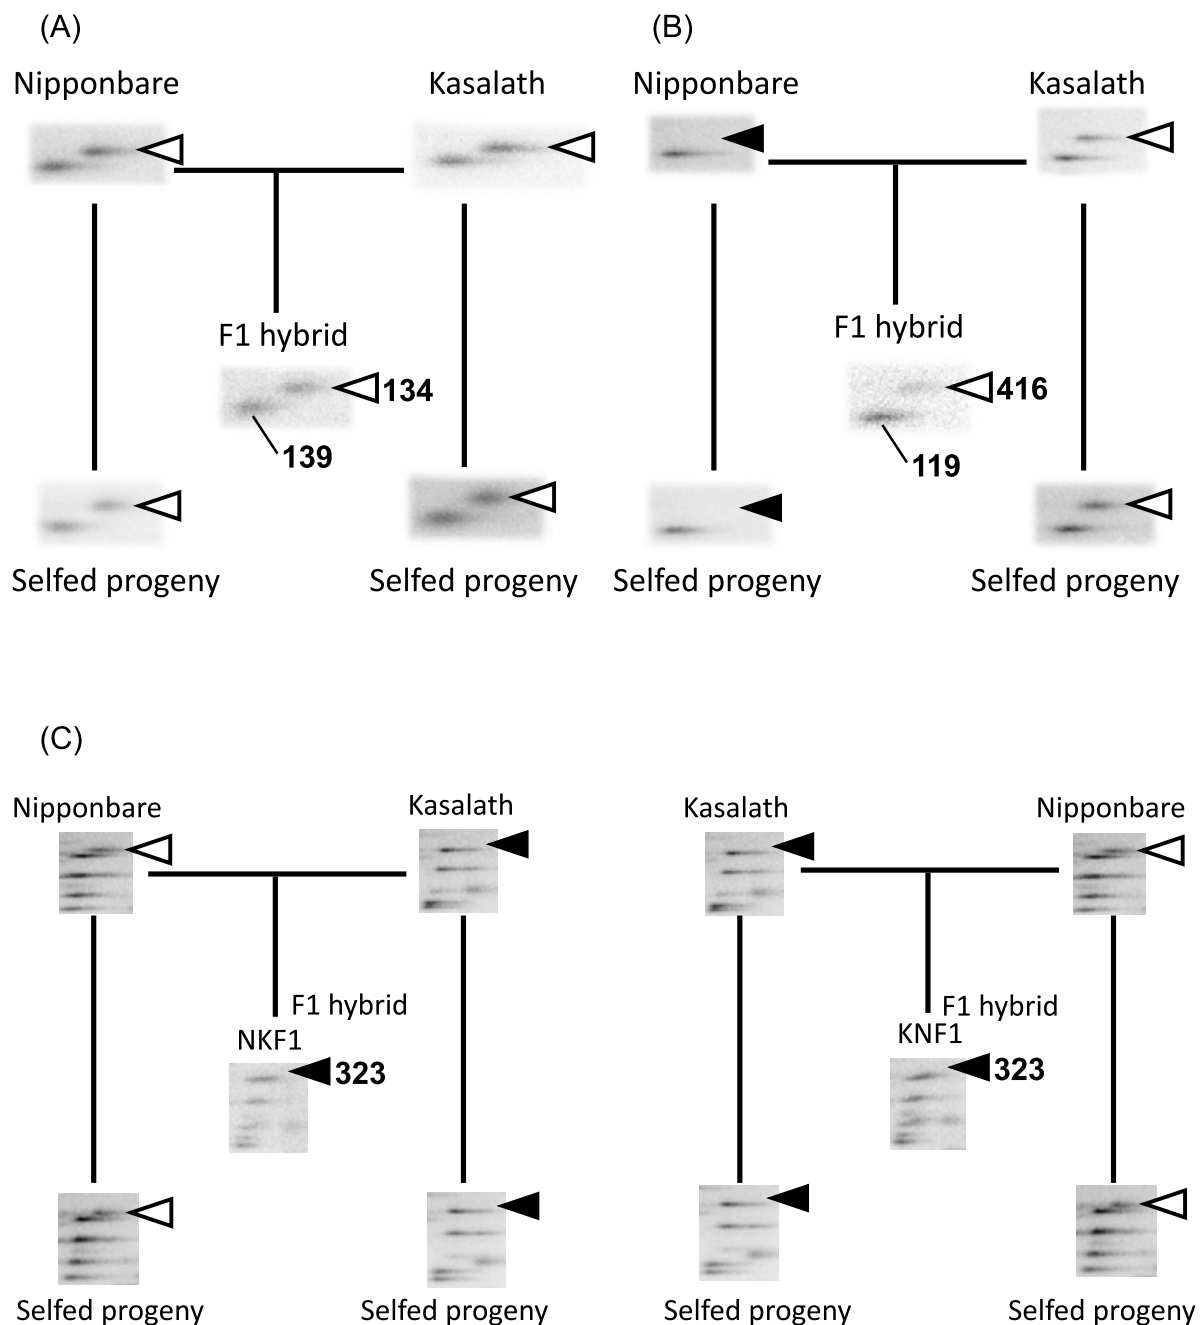 (A)
Nipponbare
Kasalath
F1 hybrid
134
139
Selfed progeny
Selfed progeny
(B)
Nipponbare
Kasalath
F1 hybrid
416
119
Selfed progeny
Selfed progeny
(C)
Nipponbare
Kasalath
F1 hybrid
NKF1
323
Selfed progeny
Selfed progeny
Kasalath
Nipponbare
F1 hybrid
KNF1
323
Selfed progeny
Selfed progeny